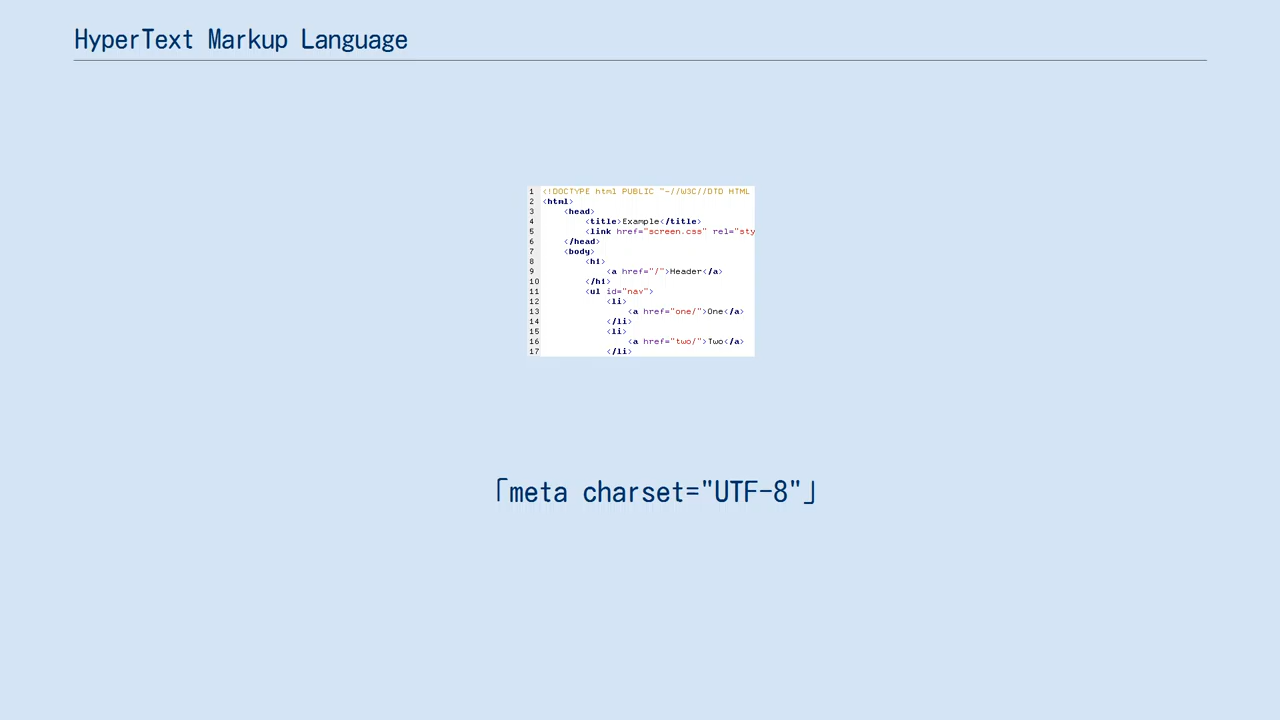 HyperText Markup Language
1 <!DOCTYPE html PUBLIC "-//W3C//DTD HTML
2 <html>
3 <head>
4 <title>Example</title>
5 <link href="screen.css" rel="sty
6 </head>
7 <body>
8 <h1>
9 <a href="/">Header</a>
10 </h1>
11 <ul id="nav">
12 <li>
13 <a href="one/">One</a>
14 </li>
15 <li>
16 <a href="two/">Two</a>
17 </li>
「meta charset="UTF-8"」